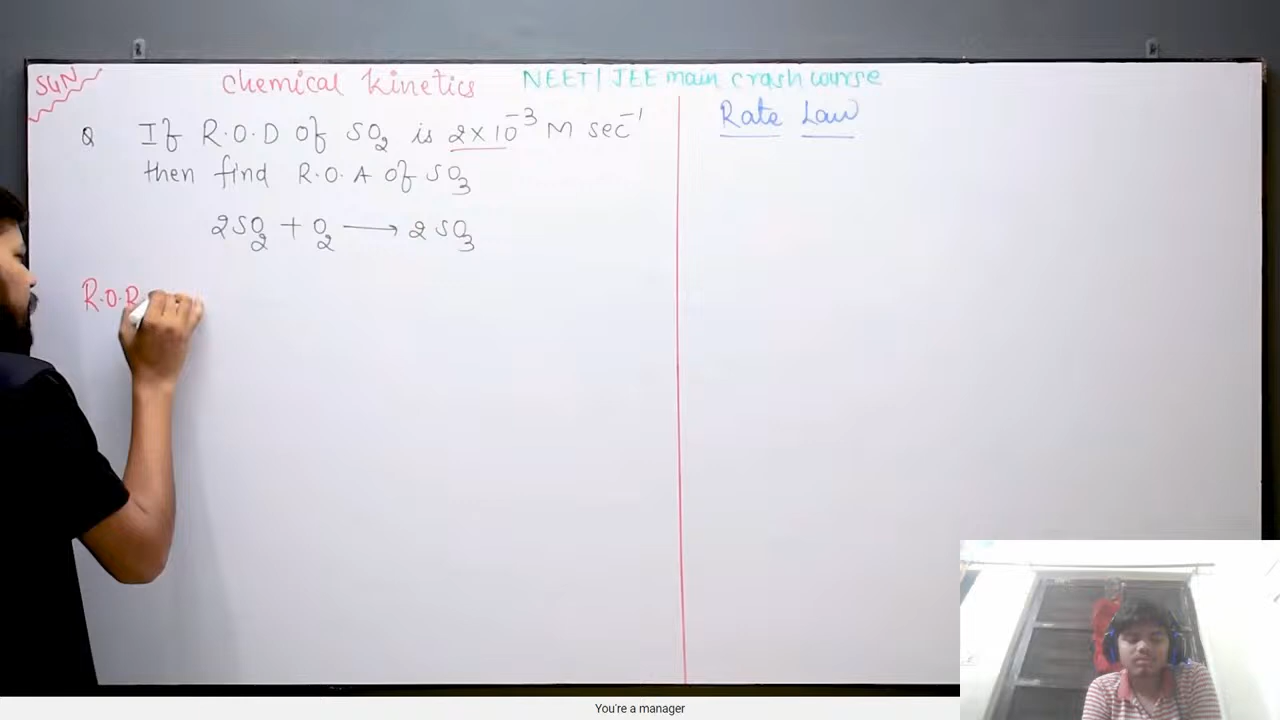 SGN
Chemical Kinetics NEET/JEE main crash course
Q If R.O.D Of SO₂ is 2×10⁻³ M sec⁻¹
then find R.O.A Of SO₃
2SO₂ + O₂ ⟶ 2SO₃
R.O.R
Rate Law
You're a manager